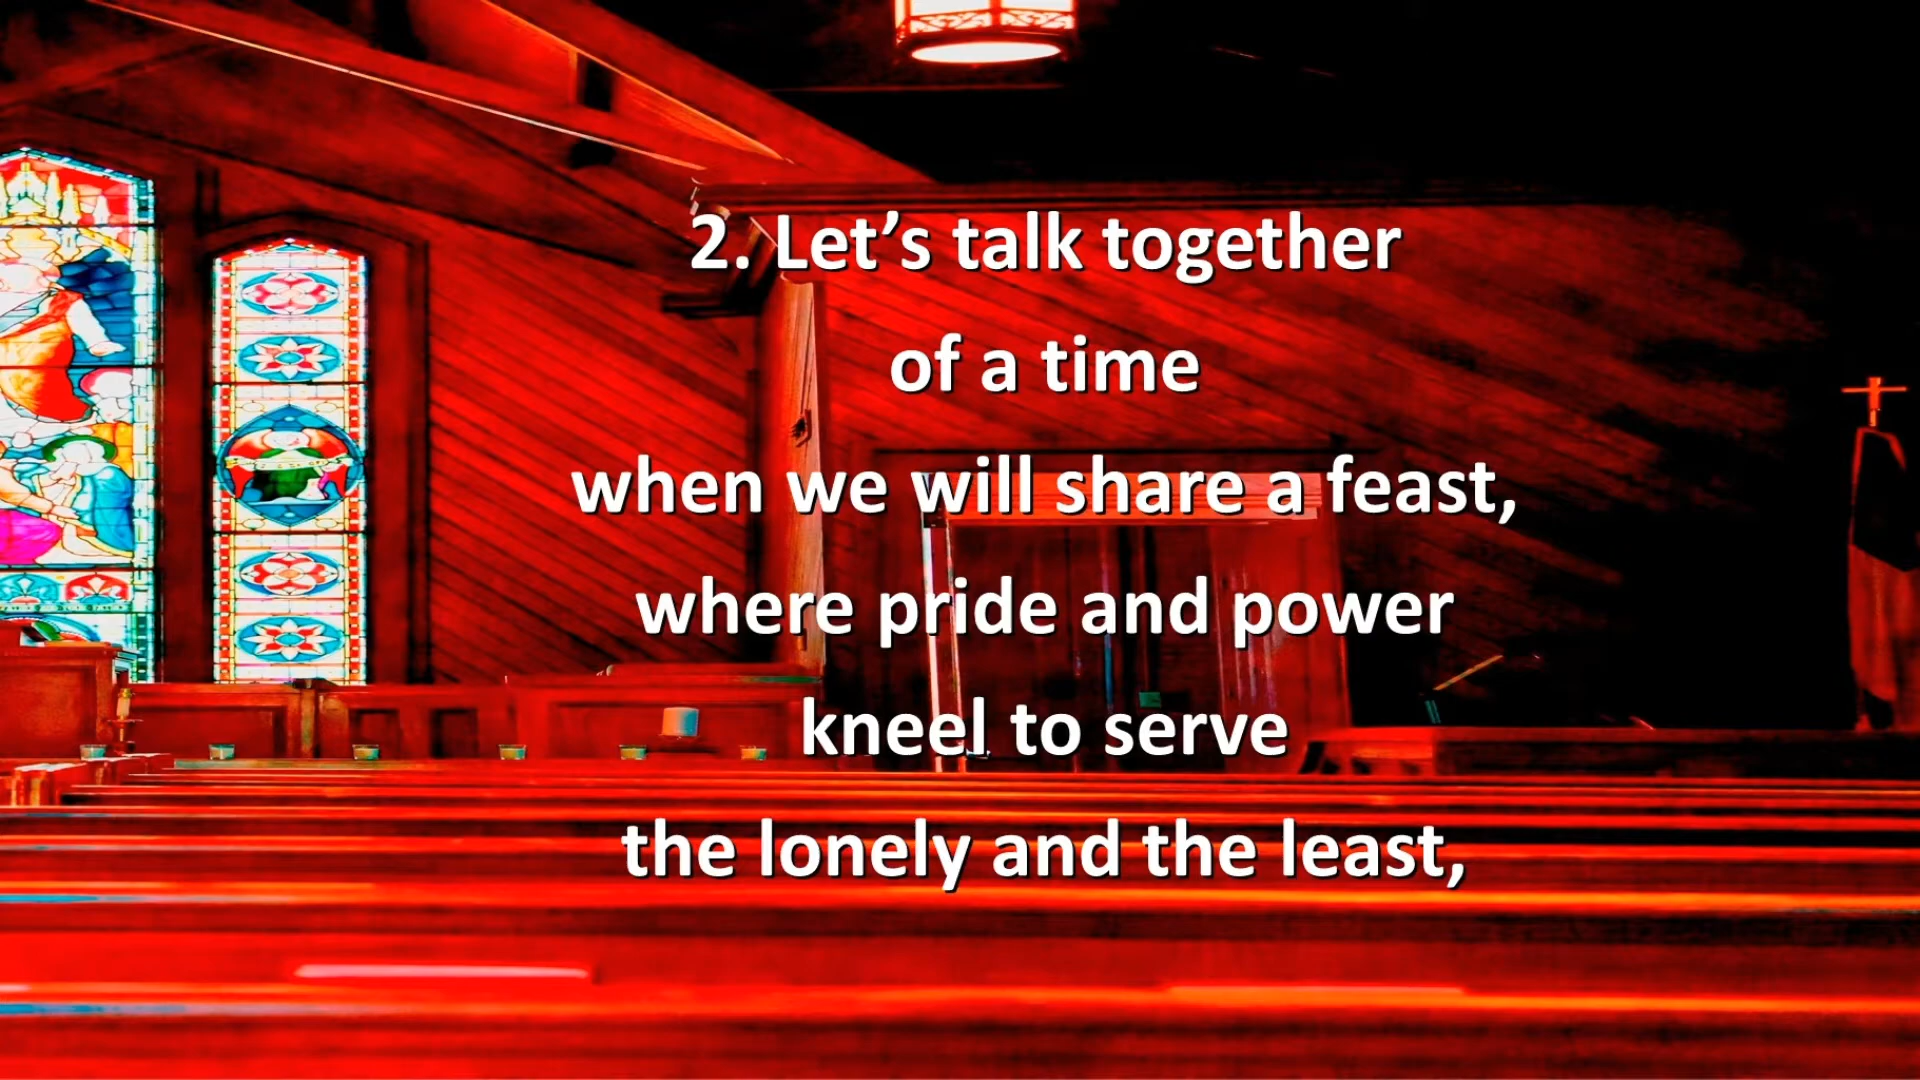 2. Let’s talk together
of a time
when we will share a feast,
where pride and power
kneel to serve
the lonely and the least,